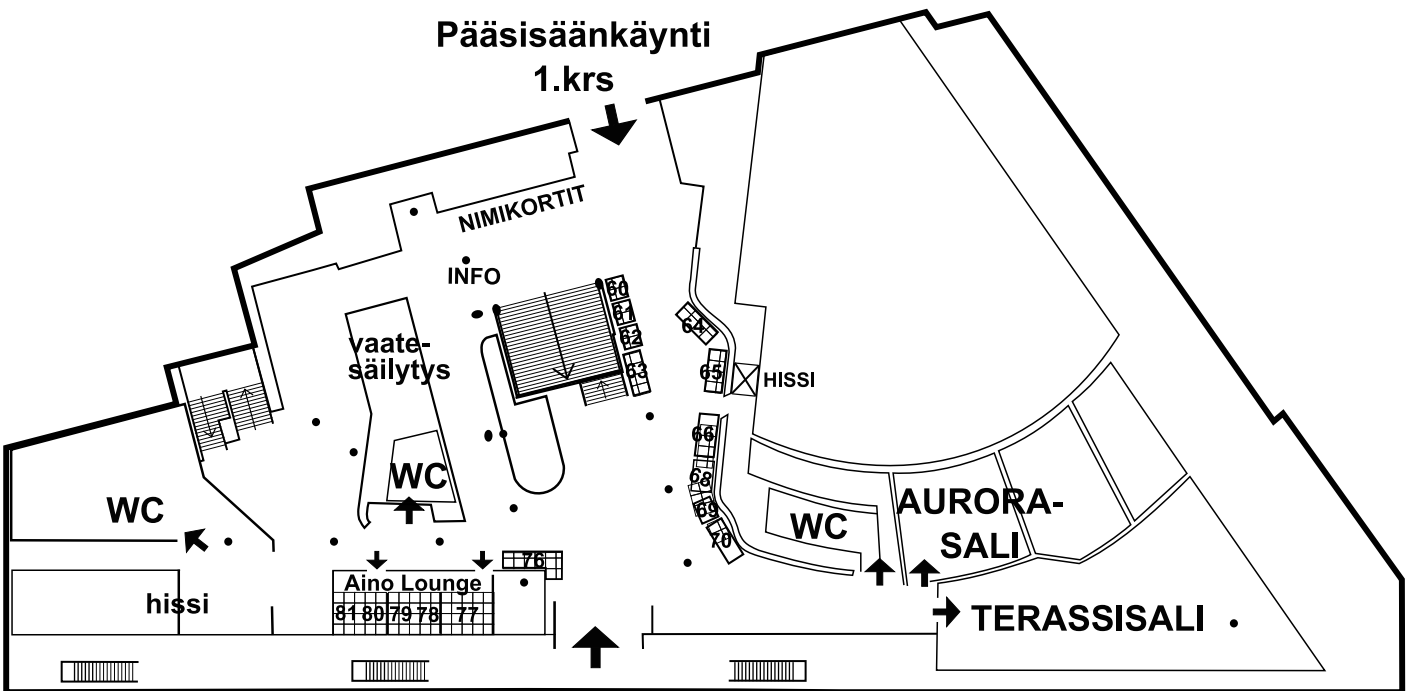 Pääsisäänkäynti
1.krs
NIMIKORTIT
INFO
60
61
62
63
64
65
HISSI
vaate-
säilytys
66
68
69
70
WC
WC
WC
AURORA-
SALI
76
Aino Lounge
81 80 79 78 77
hissi
TERASSISALI